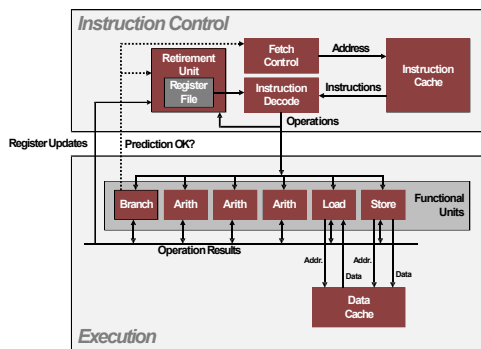 Instruction Control
Retirement
Unit
Register
File
Fetch
Control
Address
Instruction
Cache
Instruction
Decode
Instructions
Operations
Register Updates
Prediction OK?
Branch
Arith
Arith
Arith
Load
Store
Functional
Units
Operation Results
Addr.
Data
Addr.
Data
Data
Cache
Execution